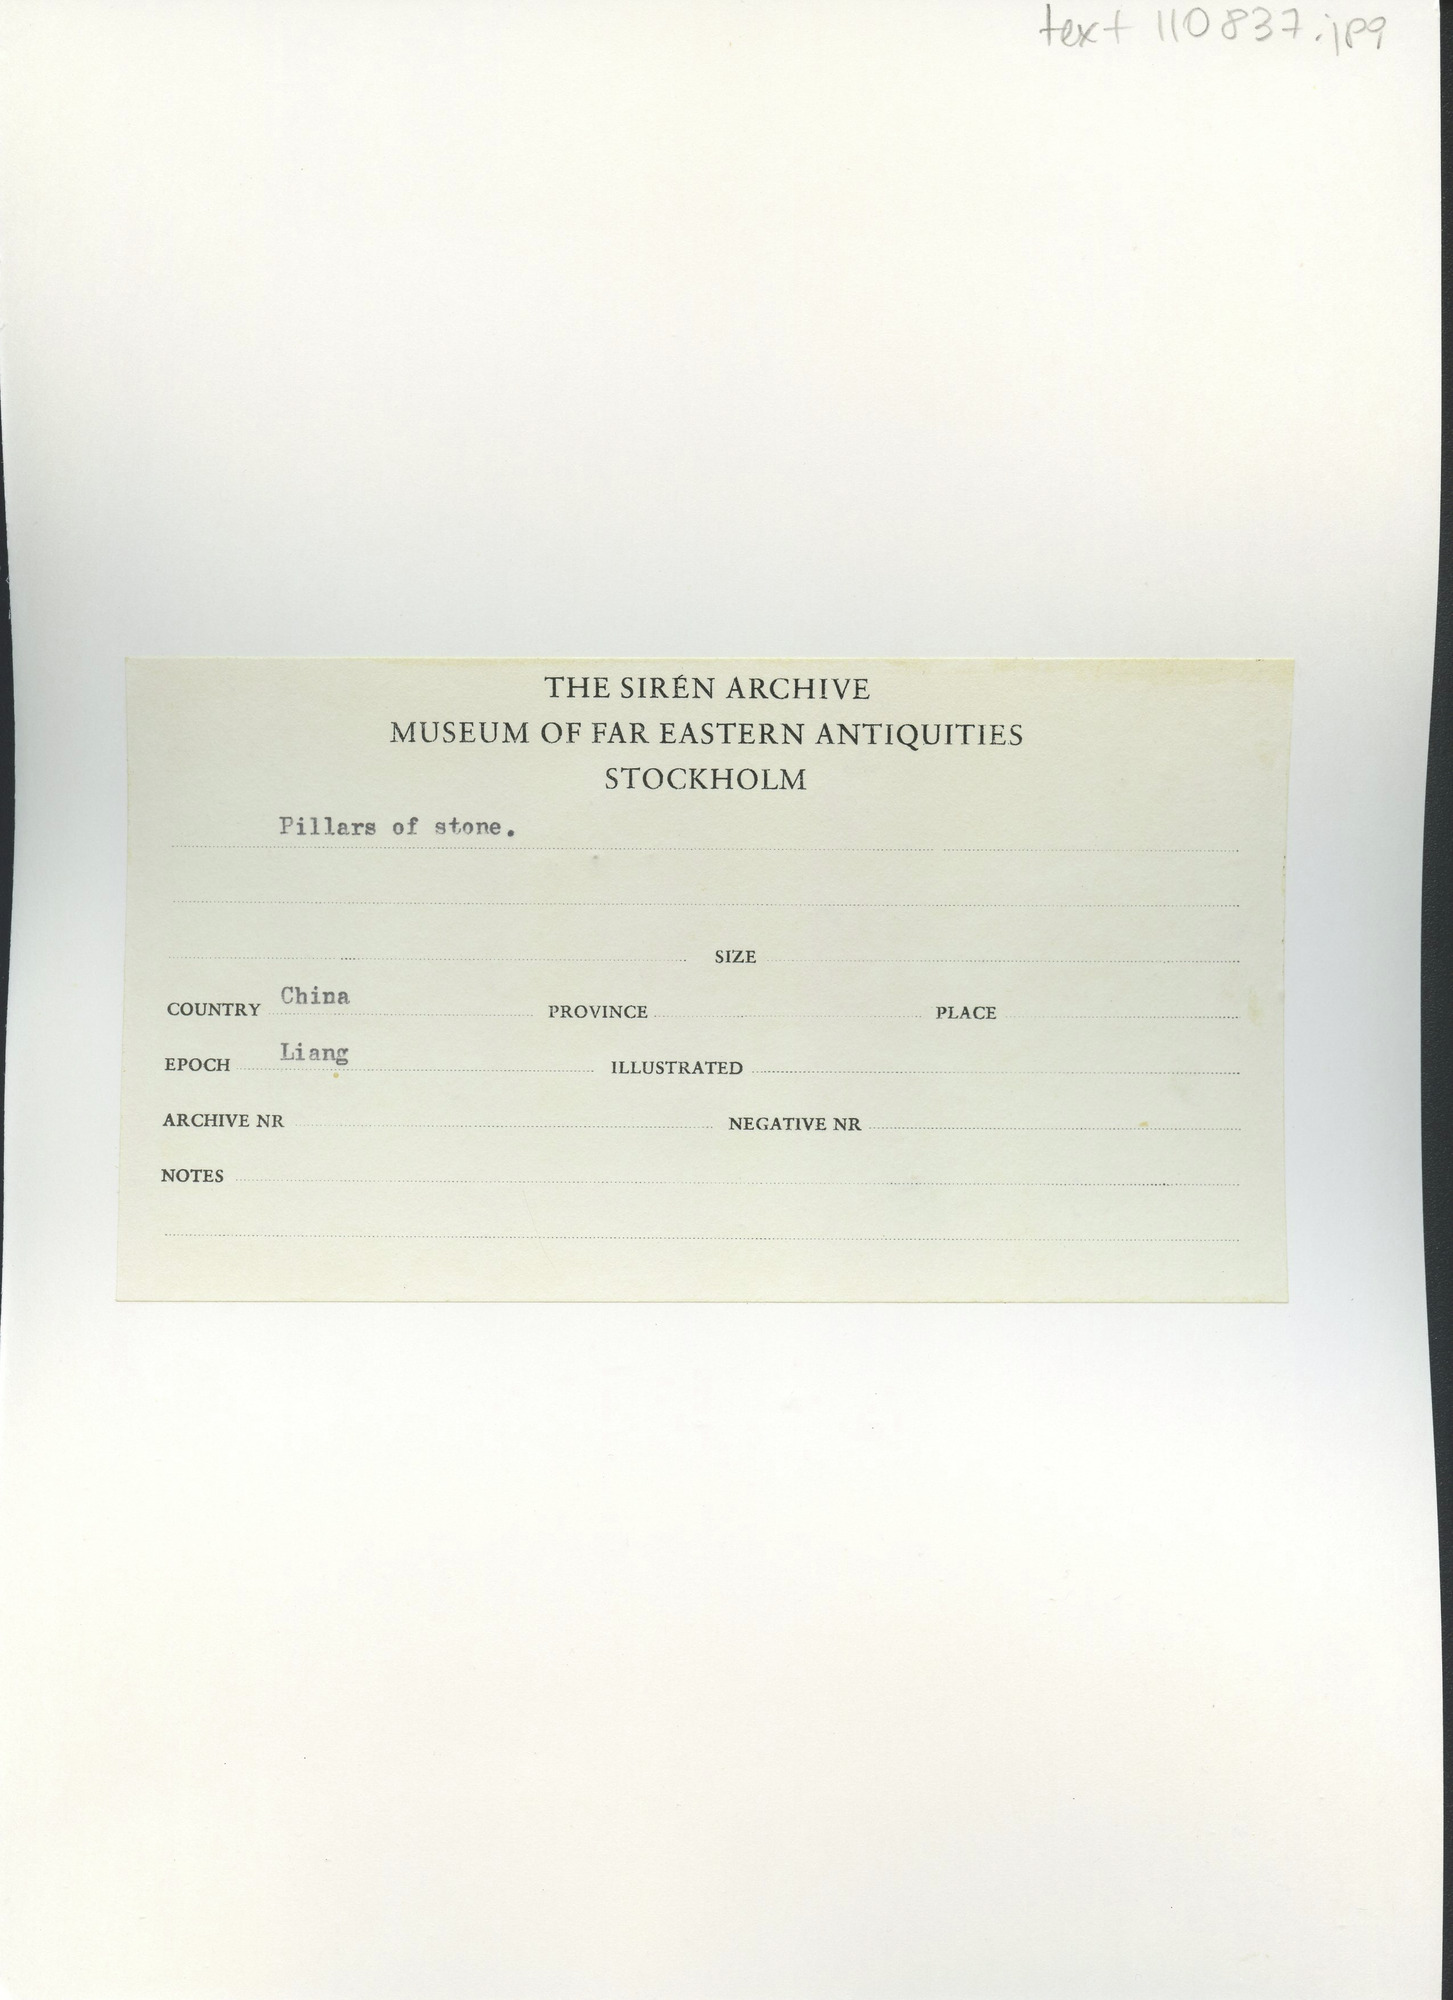 text 110837.jpg
THE SIRÉN ARCHIVE
MUSEUM OF FAR EASTERN ANTIQUITIES
STOCKHOLM
Pillars of stone.
SIZE
COUNTRY China PROVINCE PLACE
EPOCH Liang ILLUSTRATED
ARCHIVE NR NEGATIVE NR
NOTES